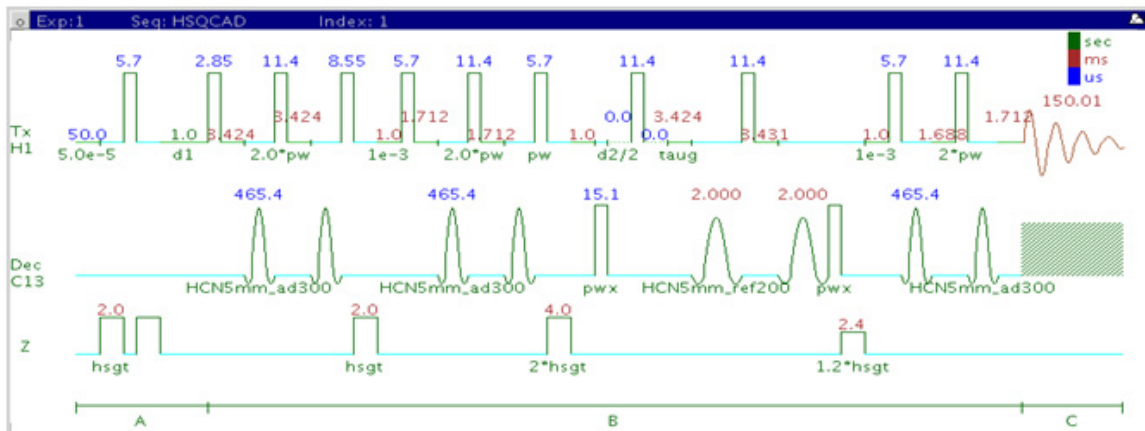 Exp:1 Seq: HSQCAD Index: 1
sec
ms
us
5.7 2.85 11.4 8.55 5.7 11.4 5.7 11.4 11.4 5.7 11.4
150.01
0.0
3.424 1.712 3.424 1.712
Tx 50.0 1.0 3.424 1.0 1.712 1.0 0.0 3.431 1.0 1.688
H1 5.0e-5 d1 2.0*pw 1e-3 2.0*pw pw d2/2 taug 1e-3 2*pw
465.4 465.4 15.1 2.000 2.000 465.4
Dec
C13 HCN5mm_ad300 HCN5mm_ad300 pwx HCN5mm_ref200 pwx HCN5mm_ad300
2.0 2.0 4.0 2.4
Z
hsgt hsgt 2*hsgt 1.2*hsgt
A B C